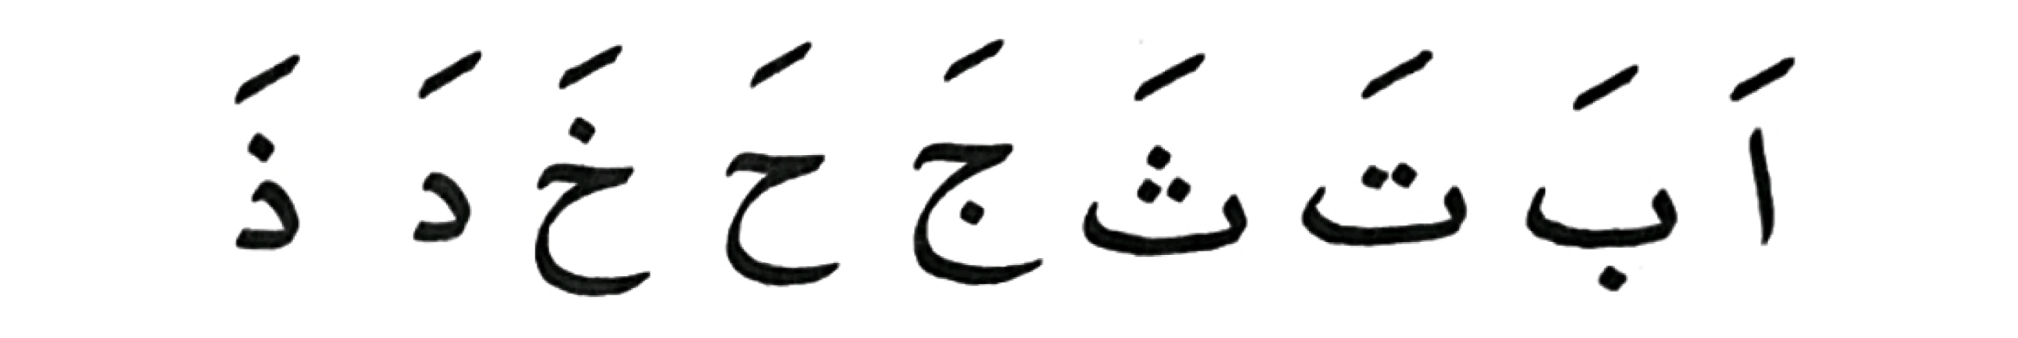 اَ بَ تَ ثَ جَ حَ خَ دَ ذَ